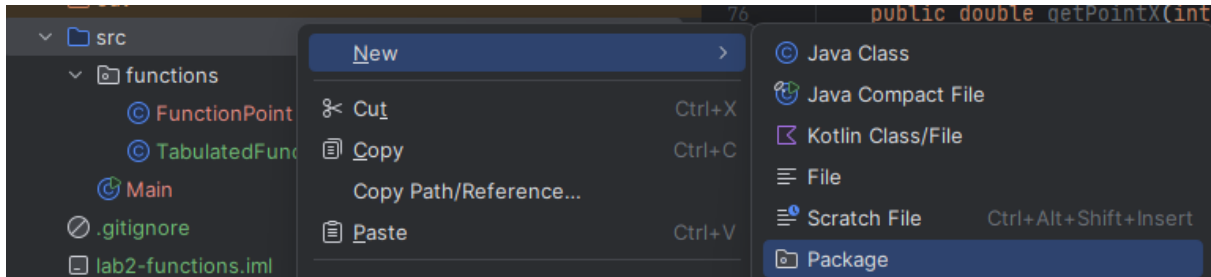 76 public double getPointX(int
src
functions
FunctionPoint
TabulatedFunc
Main
.gitignore
lab2-functions.iml
New
Cut Ctrl+X
Copy Ctrl+C
Copy Path/Reference...
Paste Ctrl+V
Java Class
Java Compact File
Kotlin Class/File
File
Scratch File Ctrl+Alt+Shift+Insert
Package